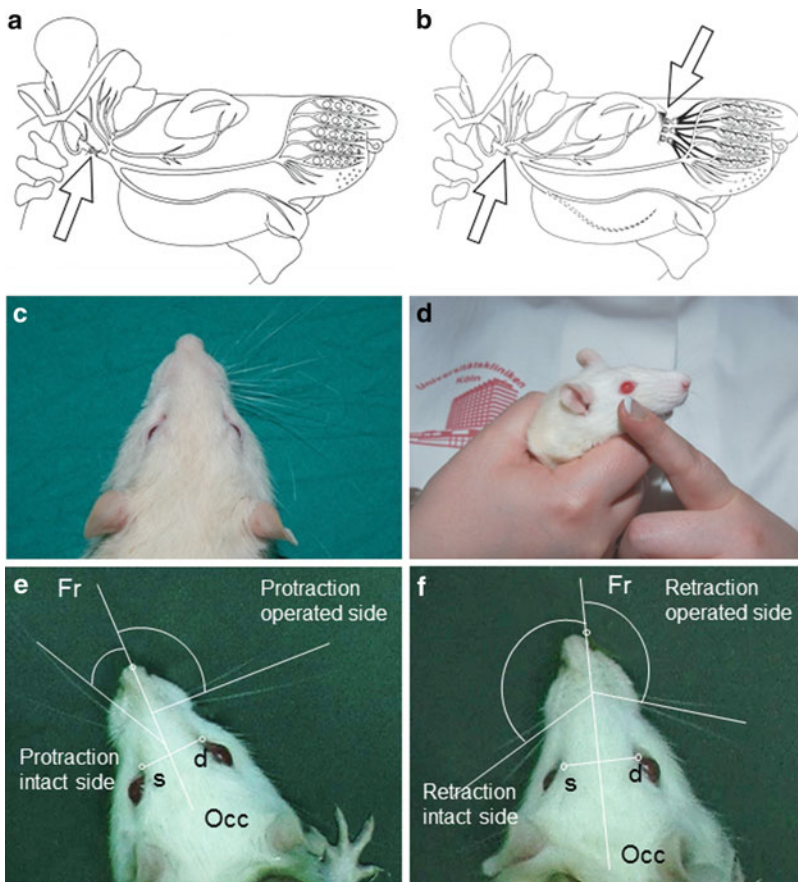 a
b
c
d
Universitätskliniken
Köln
e
Fr
Protraction
operated side
Protraction
intact side
s
d
Occ
f
Fr
Retraction
operated side
Retraction
intact side
s
d
Occ